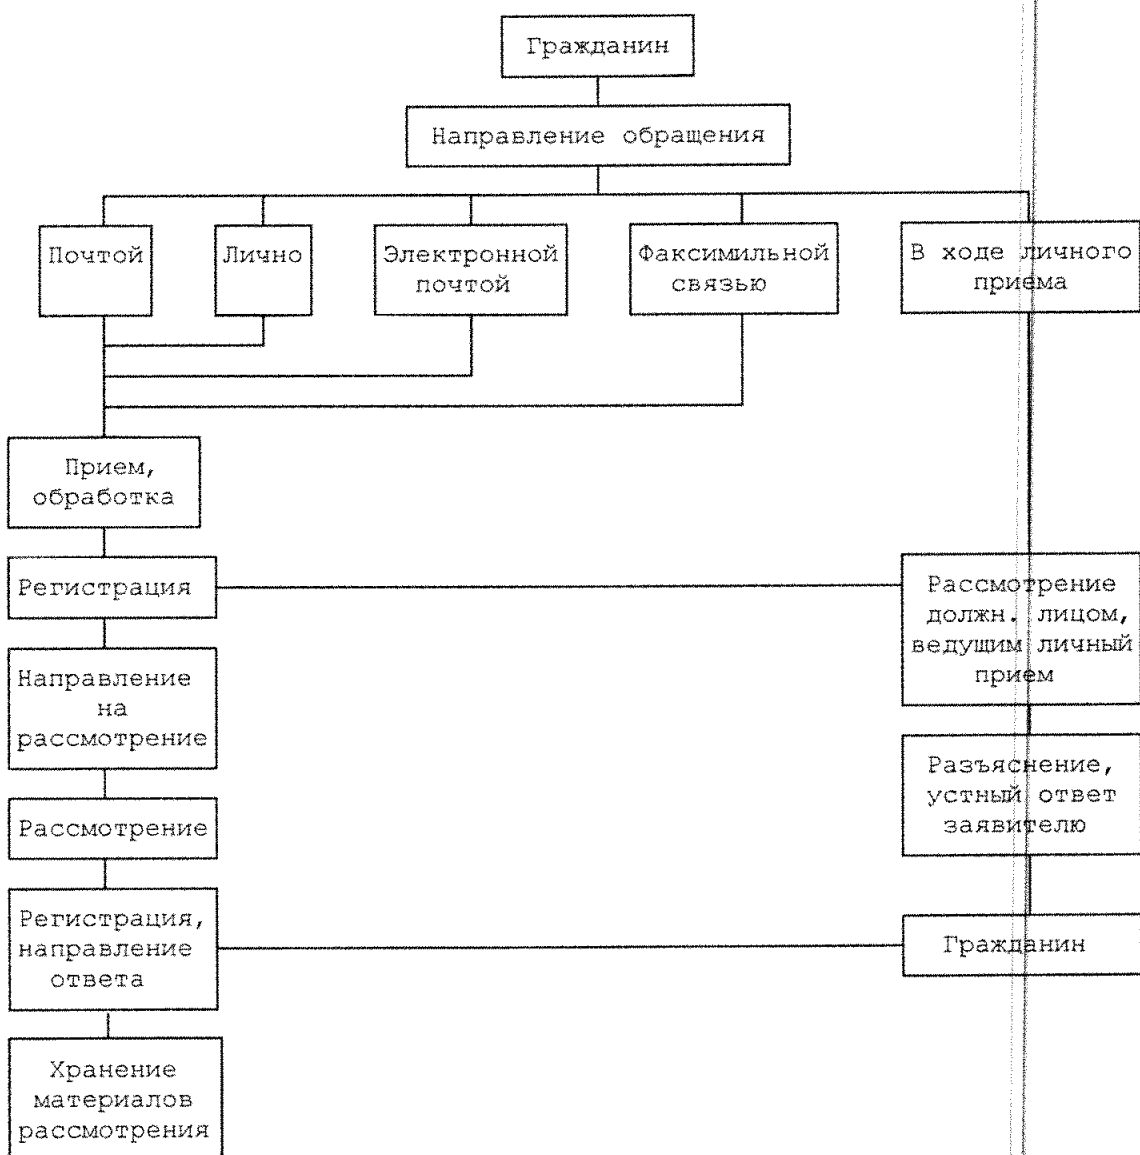 Гражданин
Направление обращения
Почтой
Лично
Электронной
почтой
Факсимильной
связью
В ходе личного
приема
Прием,
обработка
Регистрация
Рассмотрение
должн. лицом,
ведущим личный
прием
Направление
на
рассмотрение
Разъяснение,
устный ответ
заявителю
Рассмотрение
Регистрация,
направление
ответа
Гражданин
Хранение
материалов
рассмотрения